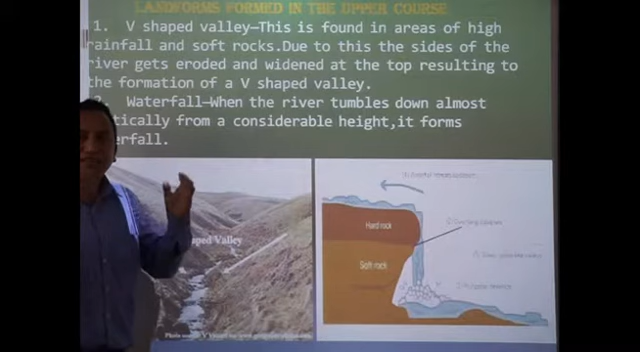 LANDFORMS FORMED IN THE UPPER COURSE
1. V shaped valley—This is found in areas of high
rainfall and soft rocks.Due to this the sides of the
river gets eroded and widened at the top resulting to
the formation of a V shaped valley.
Waterfall—When the river tumbles down almost
from a considerable height,it forms
Valley
Hard rock
Soft rock